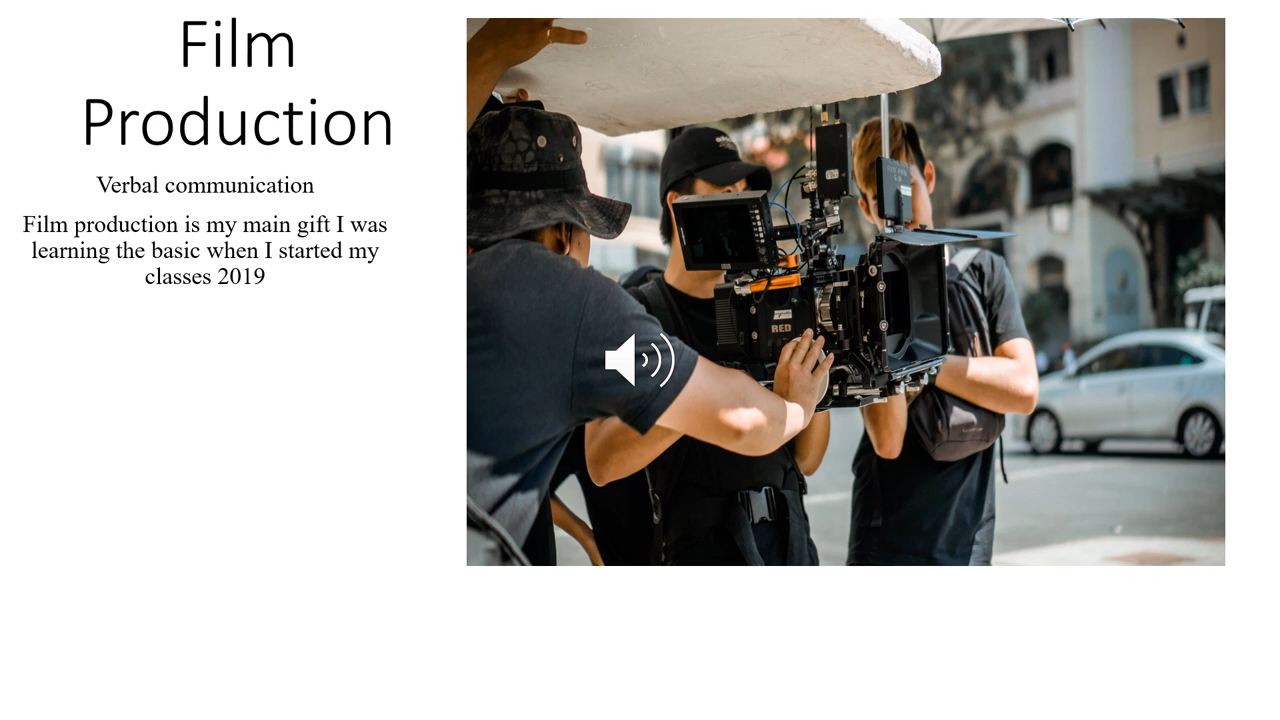 Film
Production
Verbal communication
Film production is my main gift I was
learning the basic when I started my
classes 2019
RED